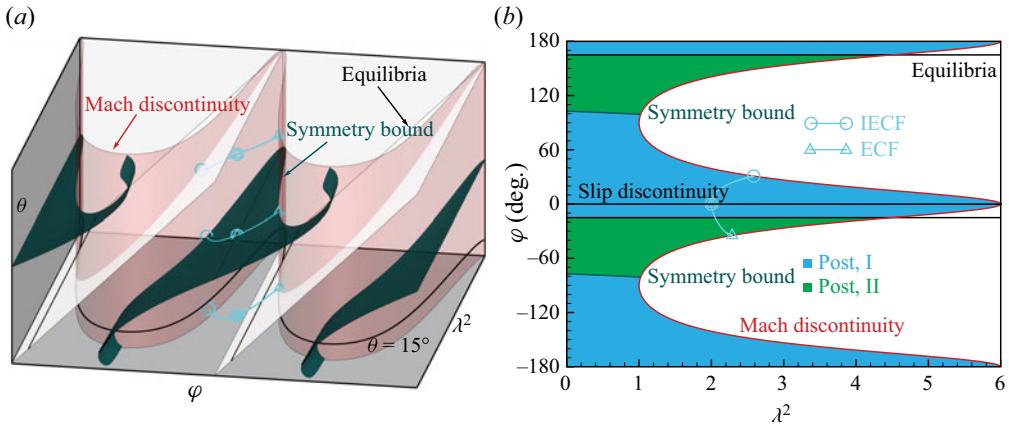 (a)
Mach discontinuity
Equilibria
Symmetry bound
θ
λ²
θ = 15°
φ
(b)
180
120
60
0
–60
–120
–180
φ (deg.)
Equilibria
Symmetry bound
IECF
ECF
Slip discontinuity
Post, I
Symmetry bound
Post, II
Mach discontinuity
0 1 2 3 4 5 6
λ²